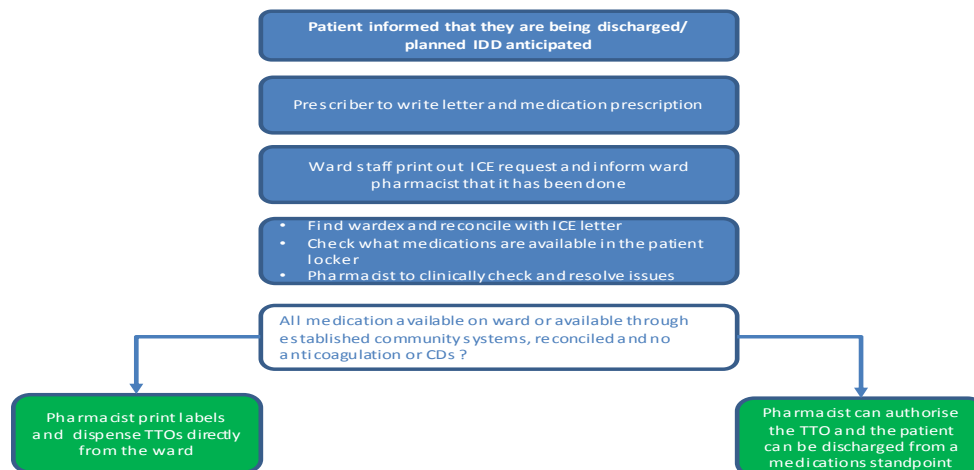 Patient informed that they are being discharged/
planned IDD anticipated
Prescriber to write letter and medication prescription
Ward staff print out ICE request and inform ward
pharmacist that it has been done
• Find wardex and reconcile with ICE letter
• Check what medications are available in the patient
locker
• Pharmacist to clinically check and resolve issues
All medication available on ward or available through
established community systems, reconciled and no
anticoagulation or CDs ?
Pharmacist print labels
and dispense TTOs directly
from the ward
Pharmacist can authorise
the TTO and the patient
can be discharged from a
medications standpoint